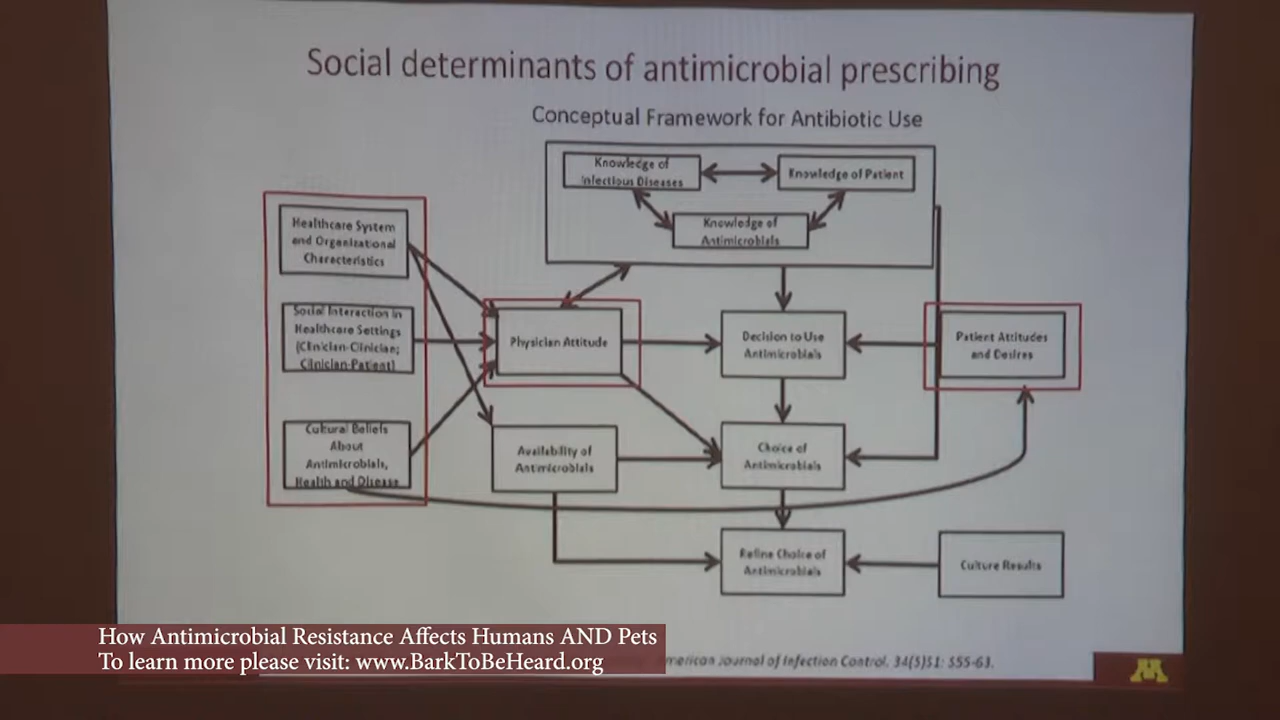 Social determinants of antimicrobial prescribing
Conceptual Framework for Antibiotic Use
Knowledge of
Infectious Diseases
Knowledge of Patient
Knowledge of
Antimicrobials
Healthcare System
and Organizational
Characteristics
Social Interaction in
Healthcare Settings
(Clinician-Clinician;
Clinician-Patient)
Cultural Beliefs
About
Antimicrobials,
Health and Disease
Physician Attitude
Availability of
Antimicrobials
Decision to Use
Antimicrobials
Choice of
Antimicrobials
Refine Choice of
Antimicrobials
Patient Attitudes
and Desires
Culture Results
How Antimicrobial Resistance Affects Humans AND Pets
To learn more please visit: www.BarkToBeHeard.org
American Journal of Infection Control. 34(5)S1: S55-63.
M